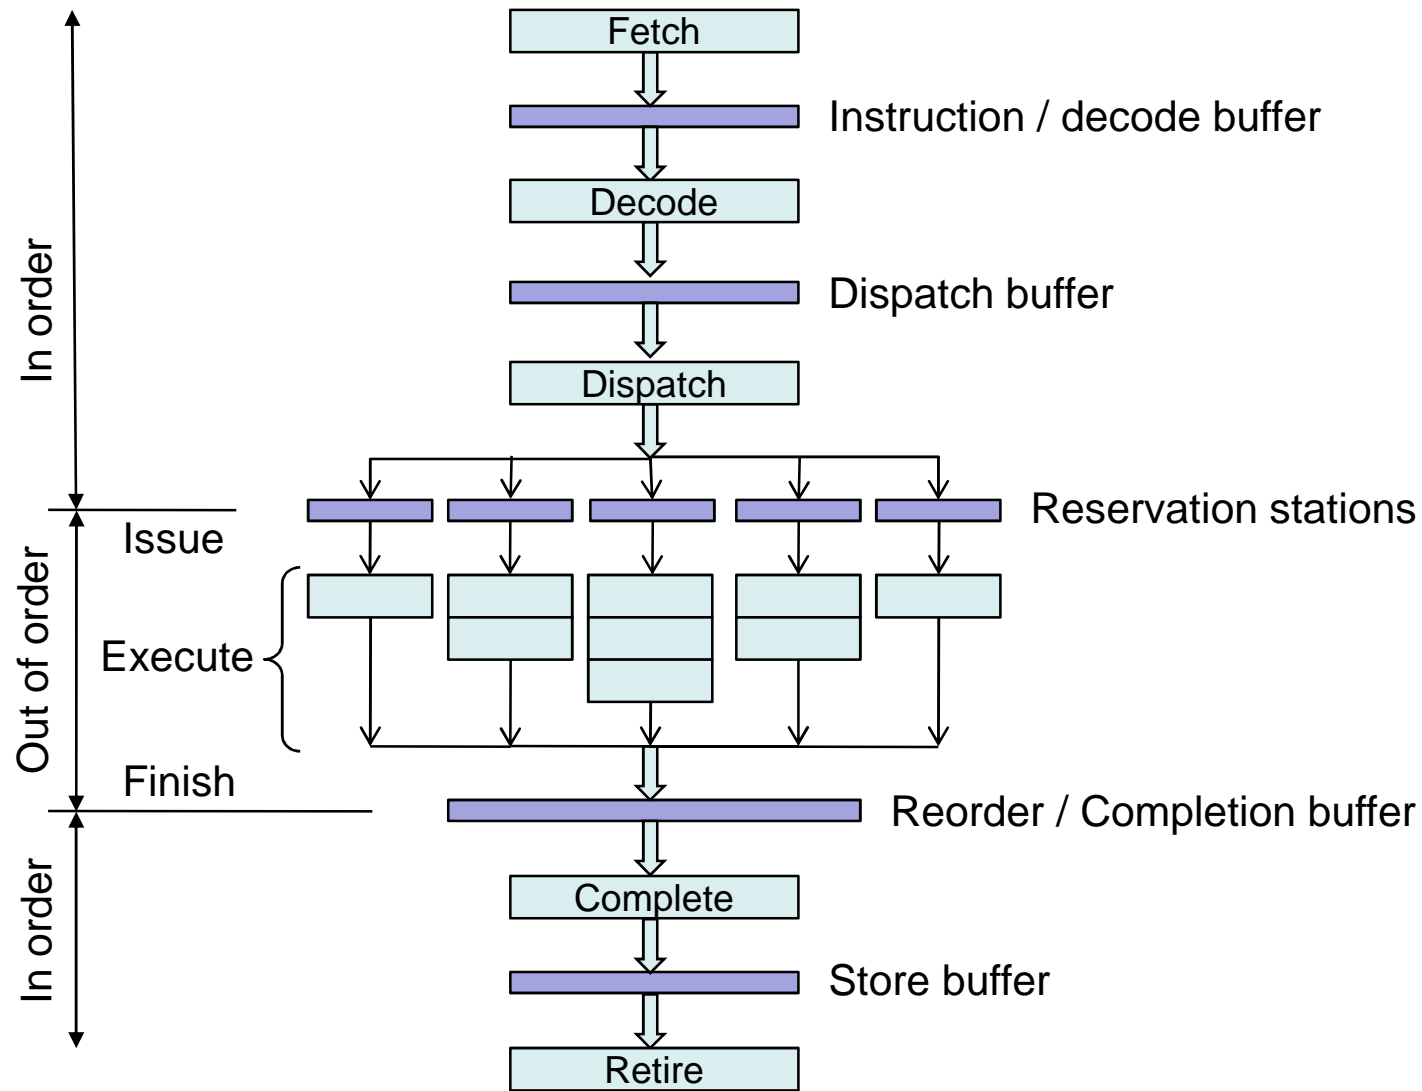 Fetch
Instruction / decode buffer
Decode
In order
Dispatch buffer
Dispatch
Reservation stations
Issue
Out of order
Execute
Finish
Reorder / Completion buffer
Complete
In order
Store buffer
Retire